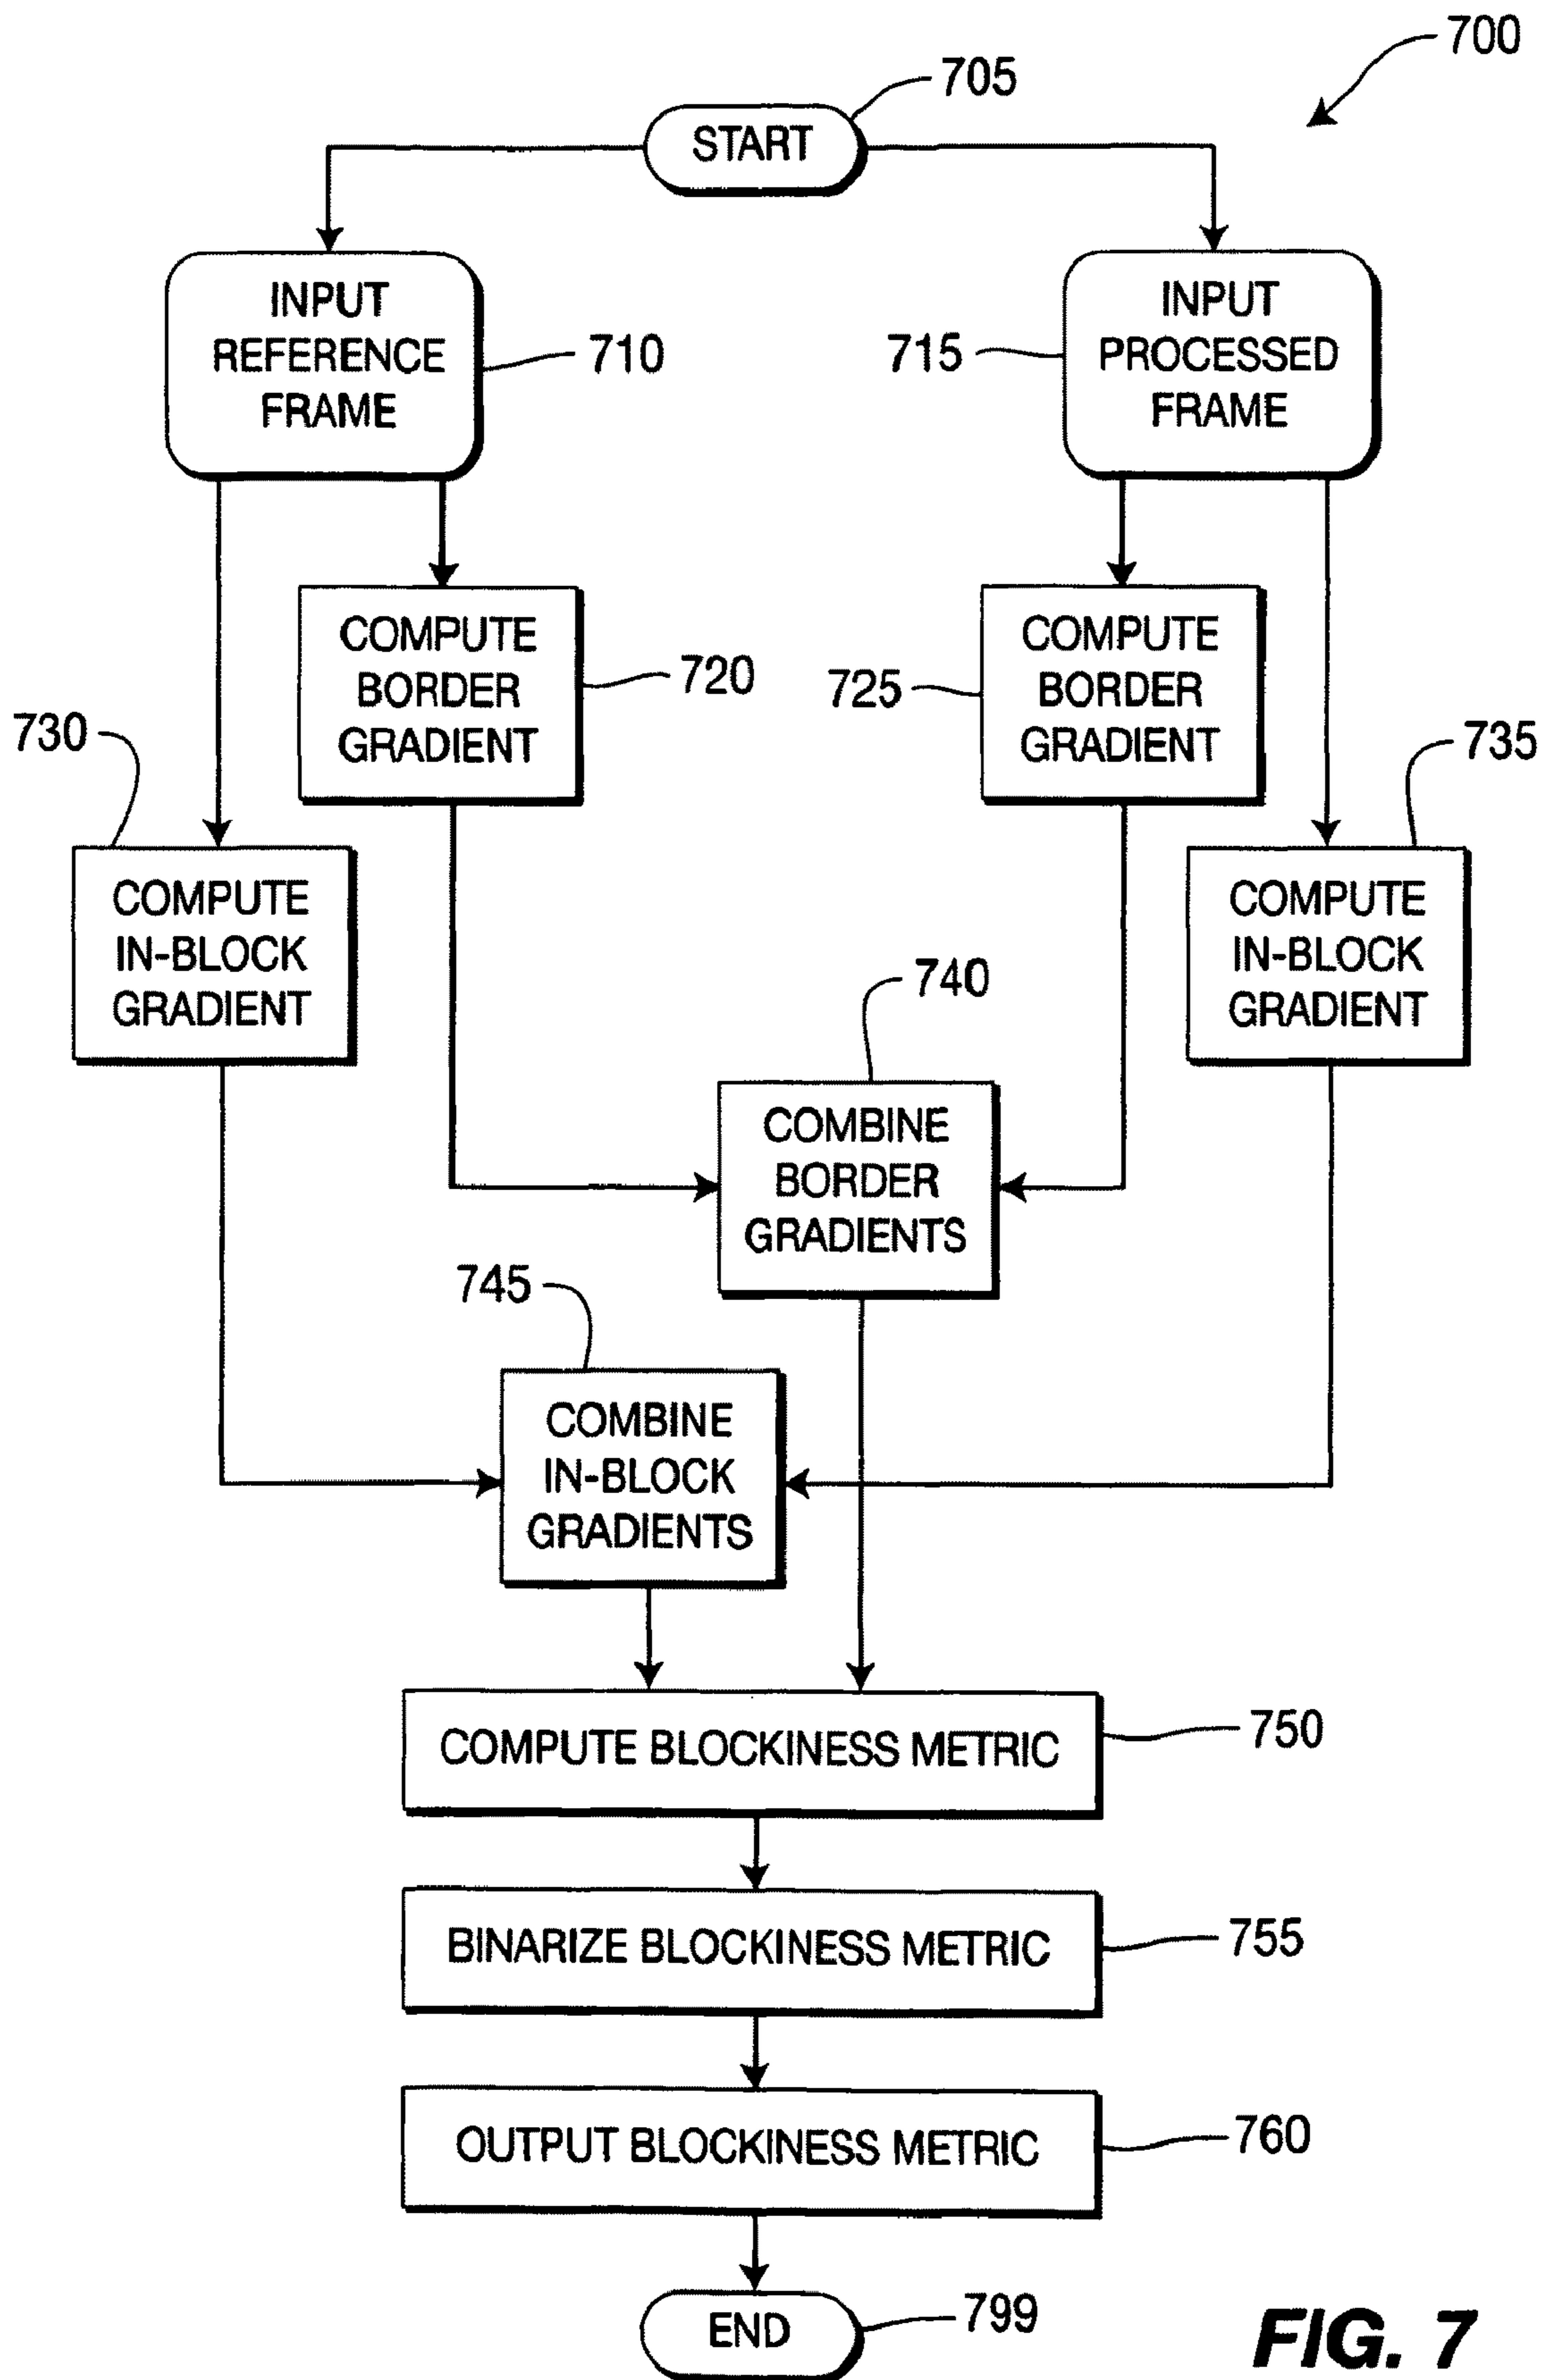 700
705
START
INPUT
REFERENCE
FRAME
710
715
INPUT
PROCESSED
FRAME
COMPUTE
BORDER
GRADIENT
720
725
COMPUTE
BORDER
GRADIENT
730
735
COMPUTE
IN-BLOCK
GRADIENT
COMPUTE
IN-BLOCK
GRADIENT
740
COMBINE
BORDER
GRADIENTS
745
COMBINE
IN-BLOCK
GRADIENTS
COMPUTE BLOCKINESS METRIC
750
BINARIZE BLOCKINESS METRIC
755
OUTPUT BLOCKINESS METRIC
760
END
799
FIG. 7